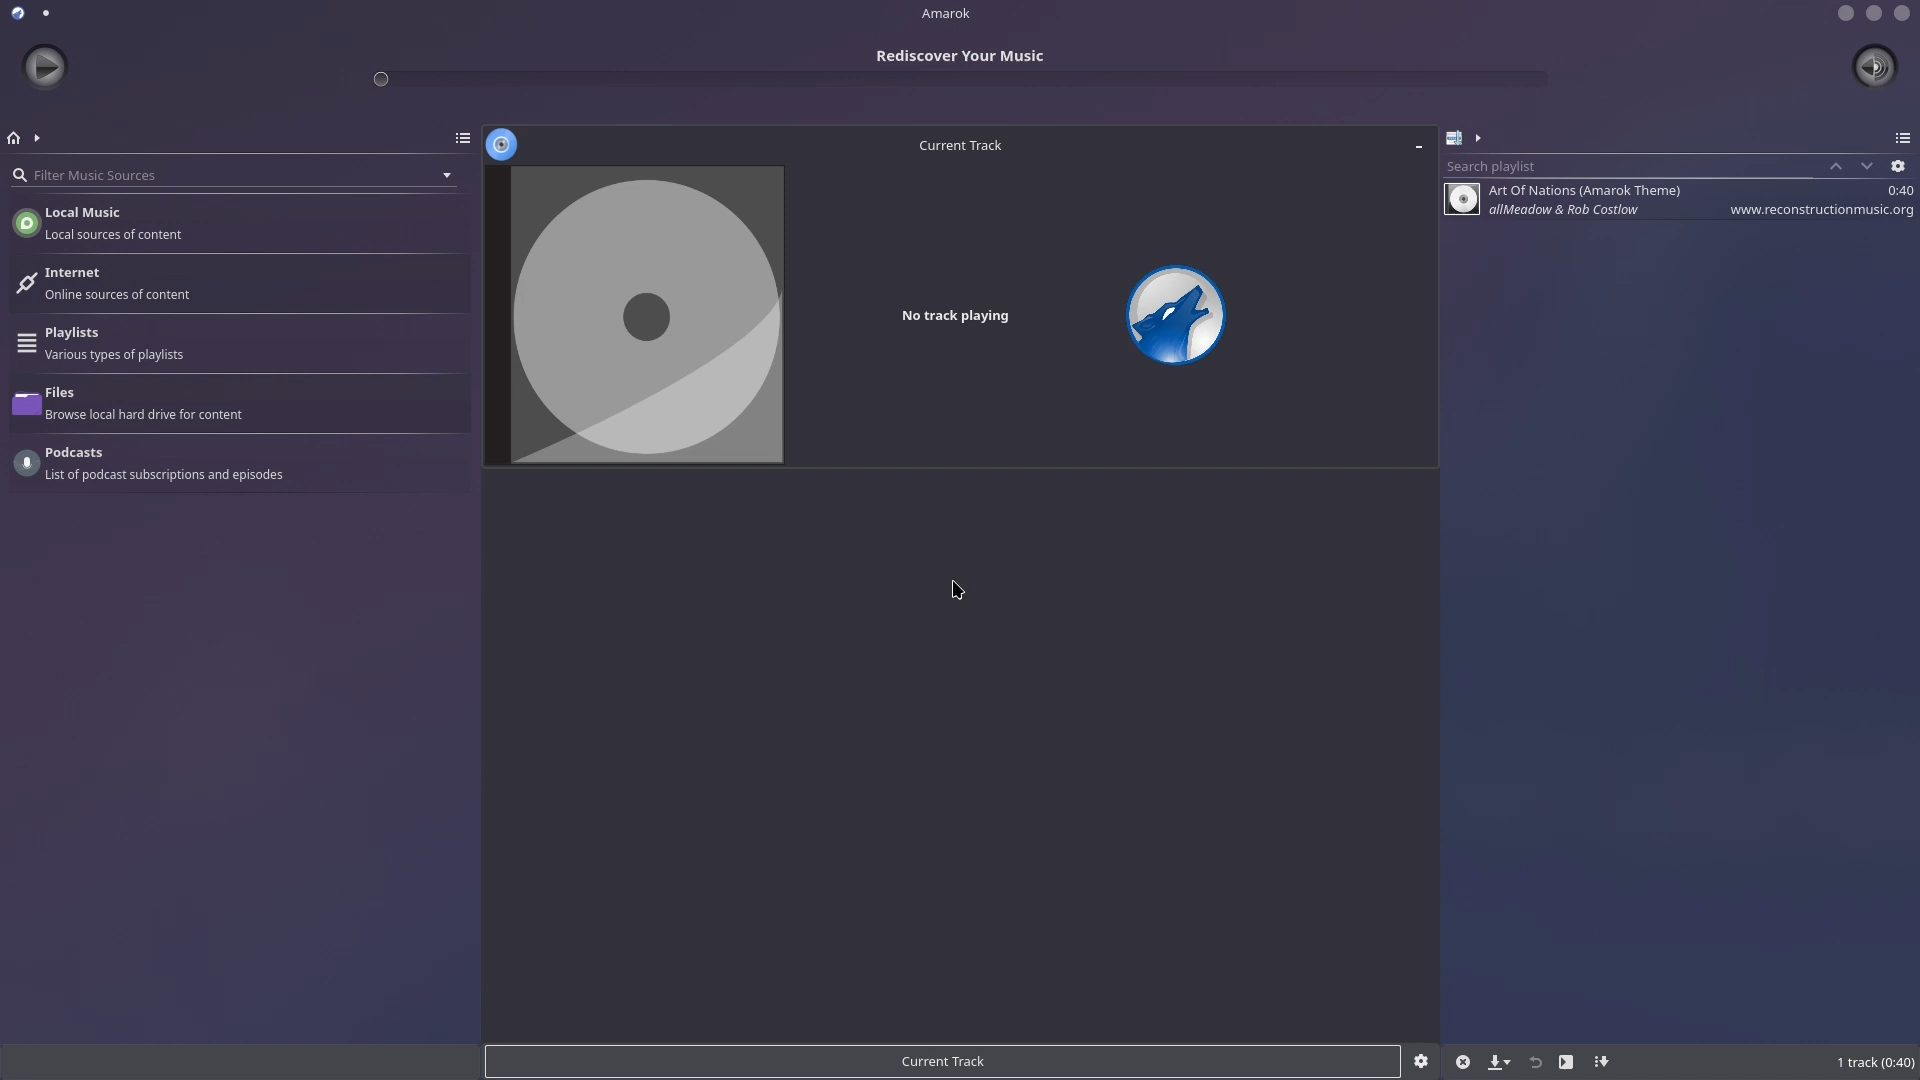 Amarok
Rediscover Your Music
Filter Music Sources
Local Music
Local sources of content
Internet
Online sources of content
Playlists
Various types of playlists
Files
Browse local hard drive for content
Podcasts
List of podcast subscriptions and episodes
Current Track
No track playing
Current Track
Search playlist
Art Of Nations (Amarok Theme) 0:40
allMeadow & Rob Costlow www.reconstructionmusic.org
1 track (0:40)